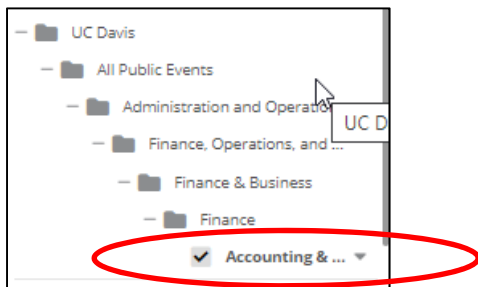 UC Davis
All Public Events
Administration and Operatio
UC D
Finance, Operations, and ...
Finance & Business
Finance
Accounting & ...